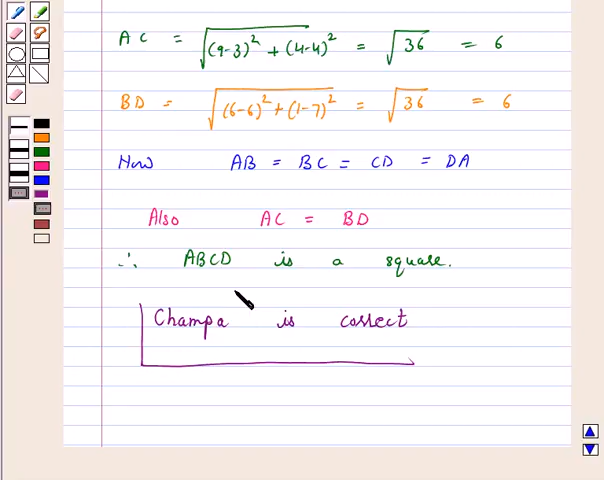 AC = √(9-3)² + (4-4)² = √36 = 6
BD = √(6-6)² + (1-7)² = √36 = 6
Now AB = BC = CD = DA
Also AC = BD
∴ ABCD is a square.
Champa is correct